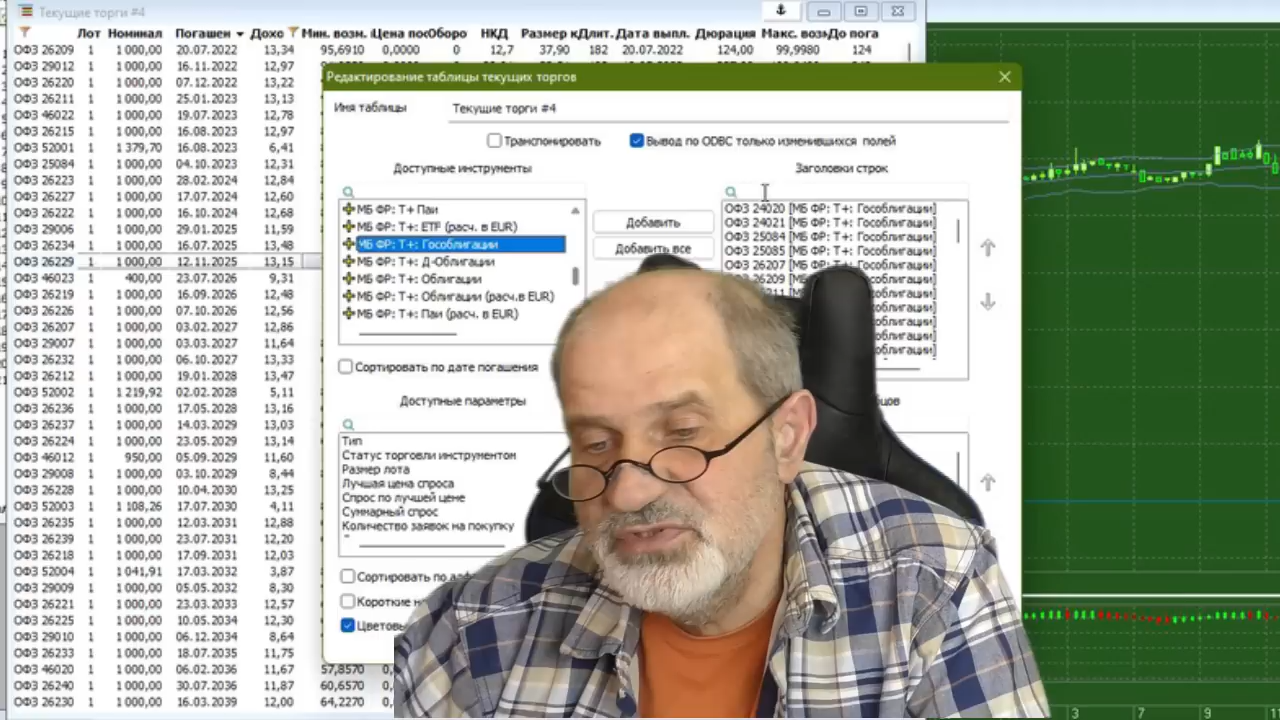 Текущие торги #4
Лот Номинал Погашен Дохо Мин. возм. Цена пос Оборо НКД Размер к Длит. Дата выпл. Дюрация Макс. возь До пога
ОФЗ 26209 1 1 000,00 20.07.2022 13,34 95,6910 0,0000 0 12,7 37,90 182 20.07.2022 124,00 99,9980 124
ОФЗ 29012 1 1 000,00 16.11.2022 12,97
ОФЗ 26220 1 1 000,00 07.12.2022 13,22
ОФЗ 26211 1 1 000,00 25.01.2023 13,13
ОФЗ 46022 1 1 000,00 19.07.2023 12,78
ОФЗ 26215 1 1 000,00 16.08.2023 12,97
ОФЗ 52001 1 1 379,70 16.08.2023 6,41
ОФЗ 25084 1 1 000,00 04.10.2023 12,31
ОФЗ 26223 1 1 000,00 28.02.2024 12,84
ОФЗ 26227 1 1 000,00 17.07.2024 12,60
ОФЗ 26222 1 1 000,00 16.10.2024 12,68
ОФЗ 29006 1 1 000,00 29.01.2025 11,59
ОФЗ 26234 1 1 000,00 16.07.2025 13,48
ОФЗ 26229 1 1 000,00 12.11.2025 13,15
ОФЗ 46023 1 400,00 23.07.2026 9,31
ОФЗ 26219 1 1 000,00 16.09.2026 12,48
ОФЗ 26226 1 1 000,00 07.10.2026 12,56
ОФЗ 26207 1 1 000,00 03.02.2027 12,86
ОФЗ 29007 1 1 000,00 03.03.2027 11,64
ОФЗ 26232 1 1 000,00 06.10.2027 13,33
ОФЗ 26212 1 1 000,00 19.01.2028 13,47
ОФЗ 52002 1 1 219,92 02.02.2028 5,11
ОФЗ 26236 1 1 000,00 17.05.2028 13,16
ОФЗ 26237 1 1 000,00 14.03.2029 13,03
ОФЗ 26224 1 1 000,00 23.05.2029 13,14
ОФЗ 46012 1 950,00 05.09.2029 11,60
ОФЗ 29008 1 1 000,00 03.10.2029 8,44
ОФЗ 26228 1 1 000,00 10.04.2030 13,25
ОФЗ 52003 1 1 108,26 17.07.2030 4,11
ОФЗ 26235 1 1 000,00 12.03.2031 12,88
ОФЗ 26239 1 1 000,00 23.07.2031 12,20
ОФЗ 26218 1 1 000,00 17.09.2031 12,03
ОФЗ 52004 1 1 041,91 17.03.2032 3,87
ОФЗ 29009 1 1 000,00 05.05.2032 8,30
ОФЗ 26221 1 1 000,00 23.03.2033 12,57
ОФЗ 26225 1 1 000,00 10.05.2034 12,30
ОФЗ 29010 1 1 000,00 06.12.2034 8,64
ОФЗ 26233 1 1 000,00 18.07.2035 11,75
ОФЗ 46020 1 1 000,00 06.02.2036 11,67 57,8570
ОФЗ 26240 1 1 000,00 30.07.2036 11,87 60,6570
ОФЗ 26230 1 1 000,00 16.03.2039 12,00 64,2270
Редактирование таблицы текущих торгов
Имя таблицы Текущие торги #4
Транспонировать Вывод по ODBC только изменившихся полей
Доступные инструменты
МБ ФР: Т+ Паи
МБ ФР: Т+: ETF (расч. в EUR)
МБ ФР: Т+: Гособлигации
МБ ФР: Т+: Д-Облигации
МБ ФР: Т+: Облигации
МБ ФР: Т+: Облигации (расч.в EUR)
МБ ФР: Т+: Паи (расч. в EUR)
Сортировать по дате погашения
Добавить
Добавить все
Заголовки строк
ОФЗ 24020 [МБ ФР: Т+: Гособлигации]
ОФЗ 24021 [МБ ФР: Т+: Гособлигации]
ОФЗ 25084 [МБ ФР: Т+: Гособлигации]
ОФЗ 25085 [МБ ФР: Т+: Гособлигации]
ОФЗ 26207 [МБ ФР: Т+: Гособлигации]
26209 [МБ ФР: Т+: Гособлигации]
Доступные параметры
Тип
Статус торговли инструментом
Размер лота
Лучшая цена спроса
Спрос по лучшей цене
Суммарный спрос
Количество заявок на покупку
Сортировать по
Короткие
Цветовы
3 7 9